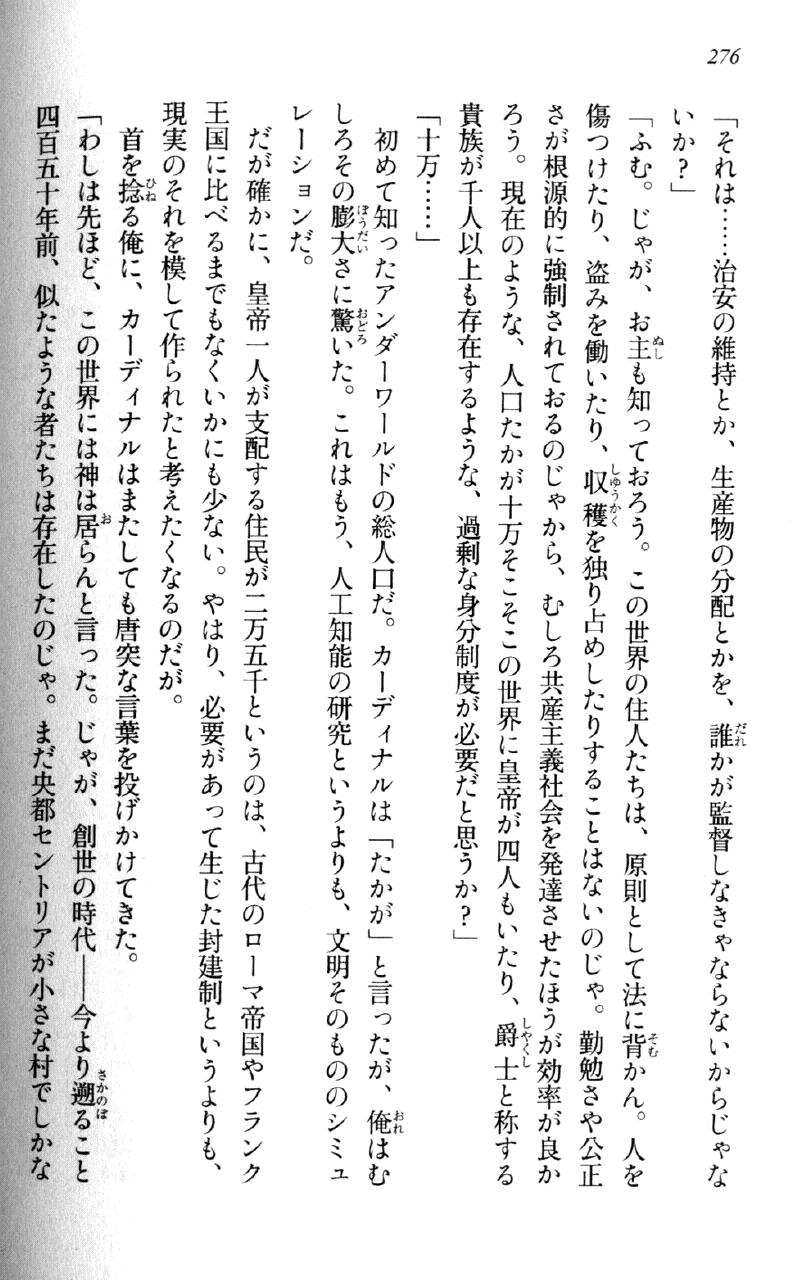 276
「それは……治安の維持とか、生産物の分配とかを、誰かが監督しなきゃならないからじゃな
いか？」
「ふむ。じゃが、お主も知っておろう。この世界の住人たちは、原則として法に背かん。人を
傷つけたり、盗みを働いたり、収穫を独り占めしたりすることはないのじゃ。勤勉さや公正
さが根源的に強制されておるのじゃから、むしろ共産主義社会を発達させたほうが効率が良か
ろう。現在のような、人口たかが十万そこそこの世界に皇帝が四人もいたり、爵士と称する
貴族が千人以上も存在するような、過剰な身分制度が必要だと思うか？」
「十万……」
初めて知ったアンダーワールドの総人口だ。カーディナルは「たかが」と言ったが、俺はむ
しろその膨大さに驚いた。これはもう、人工知能の研究というよりも、文明そのもののシミュ
レーションだ。
だが確かに、皇帝一人が支配する住民が二万五千というのは、古代のローマ帝国やフランク
王国に比べるまでもなくいかにも少ない。やはり、必要があって生じた封建制というよりも、
現実のそれを模して作られたと考えたくなるのだが。
首を捻る俺に、カーディナルはまたしても唐突な言葉を投げかけてきた。
「わしは先ほど、この世界には神は居らんと言った。じゃが、創世の時代――今より遡ること
四百五十年前、似たような者たちは存在したのじゃ。まだ央都セントリアが小さな村でしかな